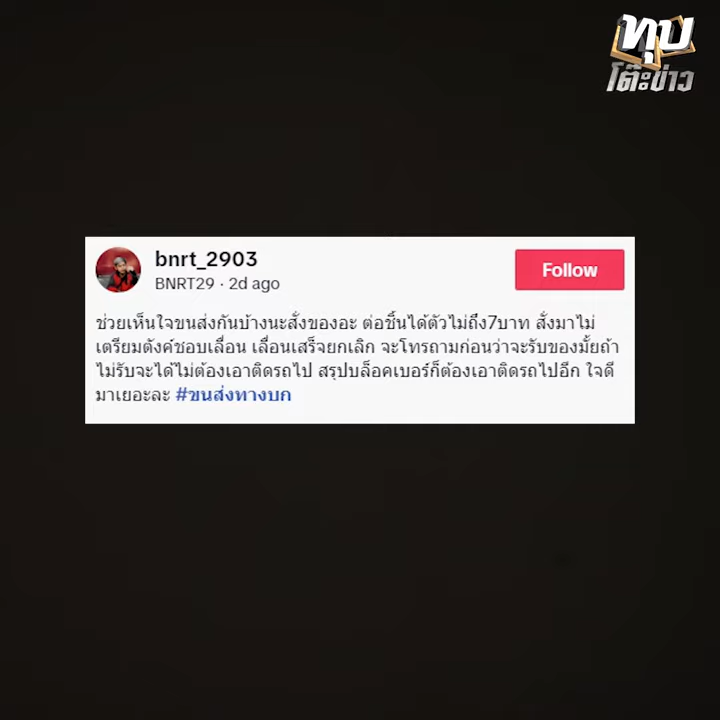 ทุบ
โต๊ะข่าว
bnrt_2903
BNRT29 · 2d ago
Follow
ช่วยเห็นใจขนส่งกันบ้างนะสั่งของอะ ต่อชิ้นได้ตัวไม่ถึง7บาท สั่งมาไม่
เตรียมตังค์ชอบเลื่อน เลื่อนเสร็จยกเลิก จะโทรถามก่อนว่าจะรับของมั้ยถ้า
ไม่รับจะได้ไม่ต้องเอาติดรถไป สรุปบล็อคเบอร์ก็ต้องเอาติดรถไปอีก ใจดี
มาเยอะละ #ขนส่งทางบก